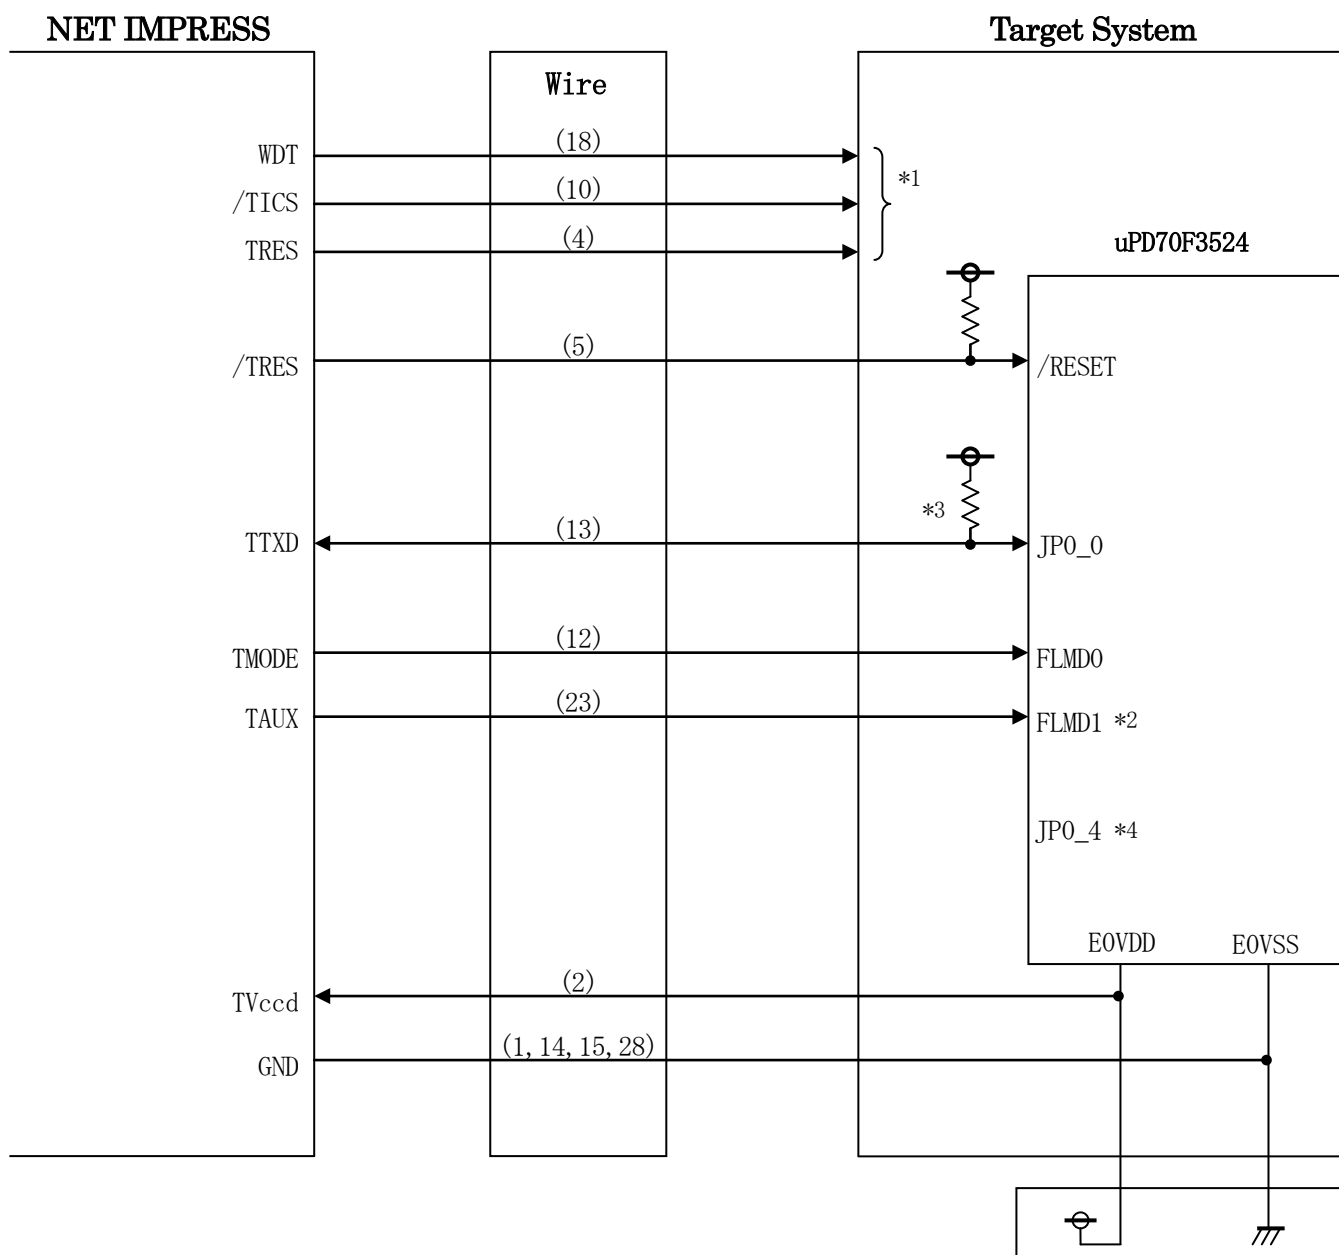 NET IMPRESS
Target System
Wire
WDT
(18)
*1
/TICS
(10)
TRES
(4)
uPD70F3524
/TRES
(5)
/RESET
*3
TTXD
(13)
JP0_0
TMODE
(12)
FLMD0
TAUX
(23)
FLMD1 *2
JP0_4 *4
E0VDD
E0VSS
TVccd
(2)
GND
(1,14,15,28)